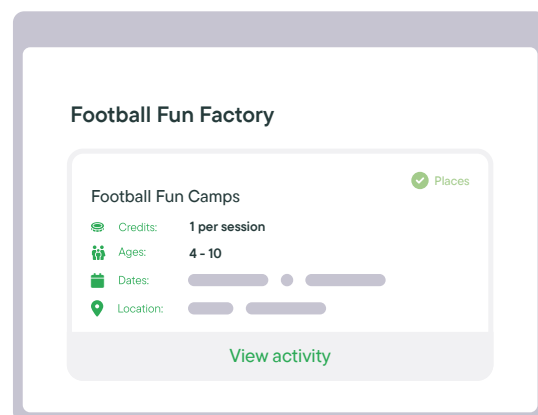 Football Fun Factory
Places
Football Fun Camps
Credits: 1 per session
Ages: 4 - 10
Dates:
Location:
View activity